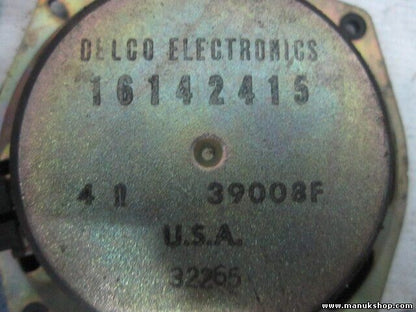 DELCO ELECTRONICS
16142415
4 Ω 39008F
U.S.A.
32265
www.manukshop.com